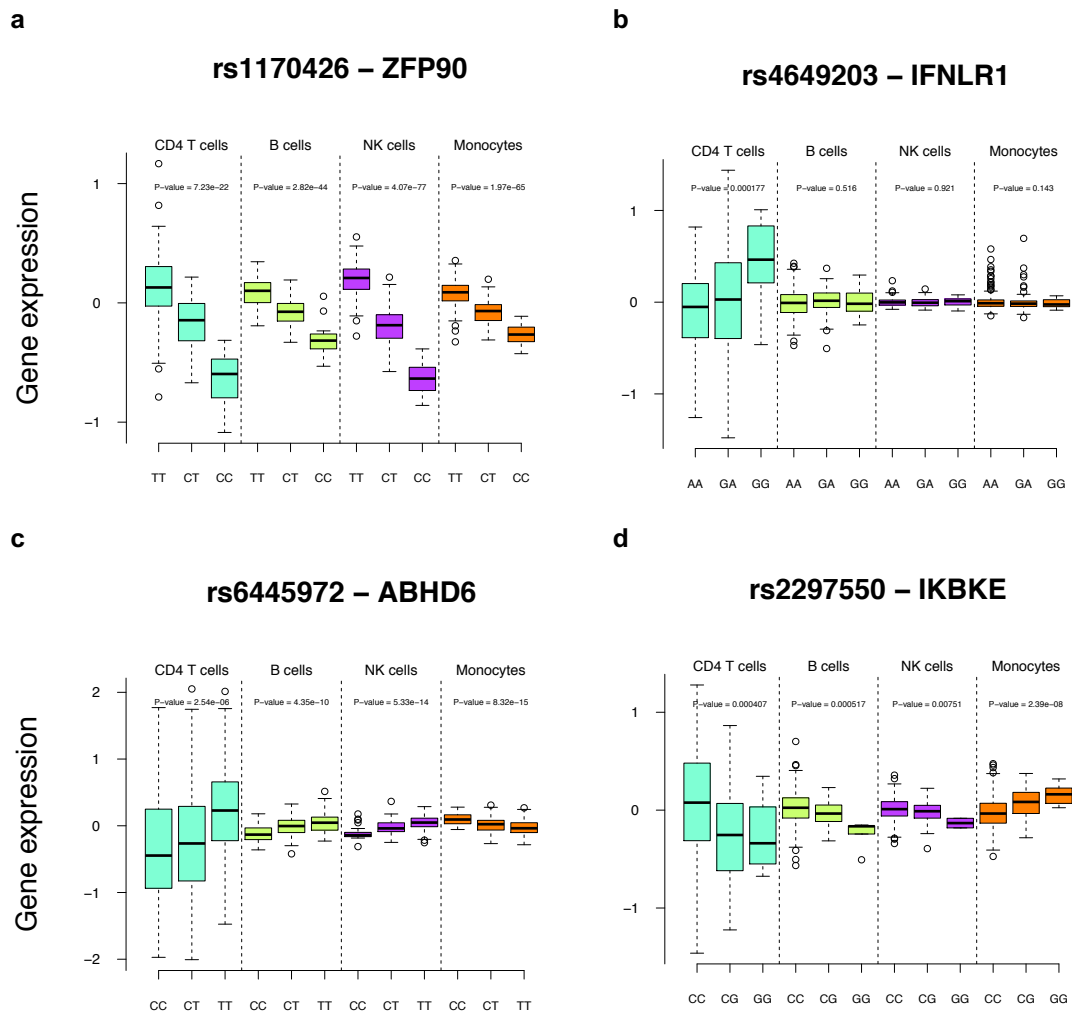 a
rs1170426 – ZFP90
CD4 T cells B cells NK cells Monocytes
P-value = 7.23e-22 P-value = 2.82e-44 P-value = 4.07e-77 P-value = 1.97e-65
Gene expression
1
0
-1
TT CT CC TT CT CC TT CT CC TT CT CC
b
rs4649203 – IFNLR1
CD4 T cells B cells NK cells Monocytes
P-value = 0.000177 P-value = 0.516 P-value = 0.921 P-value = 0.143
1
0
-1
AA GA GG AA GA GG AA GA GG AA GA GG
c
rs6445972 – ABHD6
CD4 T cells B cells NK cells Monocytes
P-value = 2.54e-06 P-value = 4.35e-10 P-value = 5.33e-14 P-value = 8.32e-15
Gene expression
2
1
0
-1
-2
CC CT TT CC CT TT CC CT TT CC CT TT
d
rs2297550 – IKBKE
CD4 T cells B cells NK cells Monocytes
P-value = 0.000407 P-value = 0.000517 P-value = 0.00751 P-value = 2.39e-08
1
0
-1
CC CG GG CC CG GG CC CG GG CC CG GG